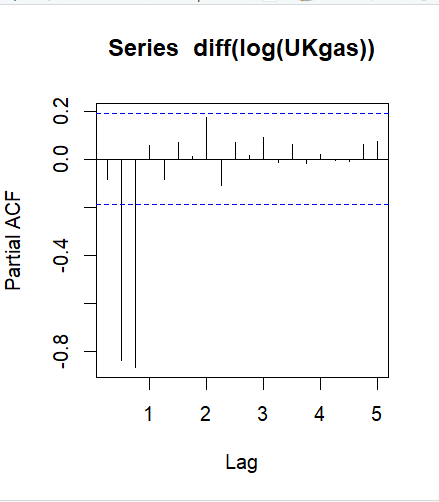 Series  diff(log(UKgas))
Partial ACF
0.2
0.0
-0.4
-0.8
1 2 3 4 5
Lag